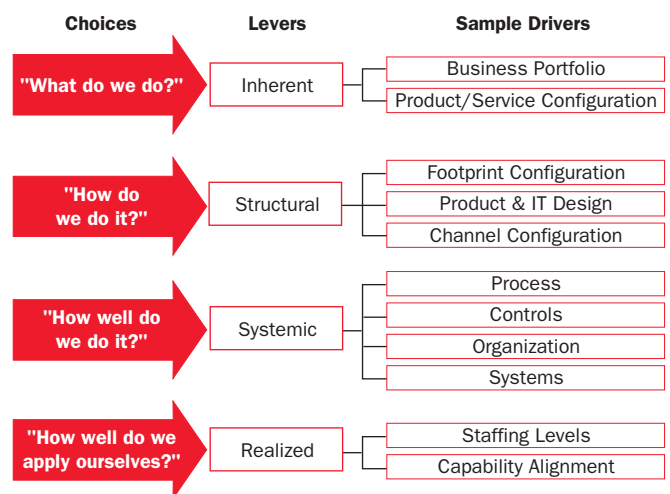 Choices Levers Sample Drivers
"What do we do?"
Inherent
Business Portfolio
Product/Service Configuration
"How do
we do it?"
Structural
Footprint Configuration
Product & IT Design
Channel Configuration
"How well do
we do it?"
Systemic
Process
Controls
Organization
Systems
"How well do we
apply ourselves?"
Realized
Staffing Levels
Capability Alignment